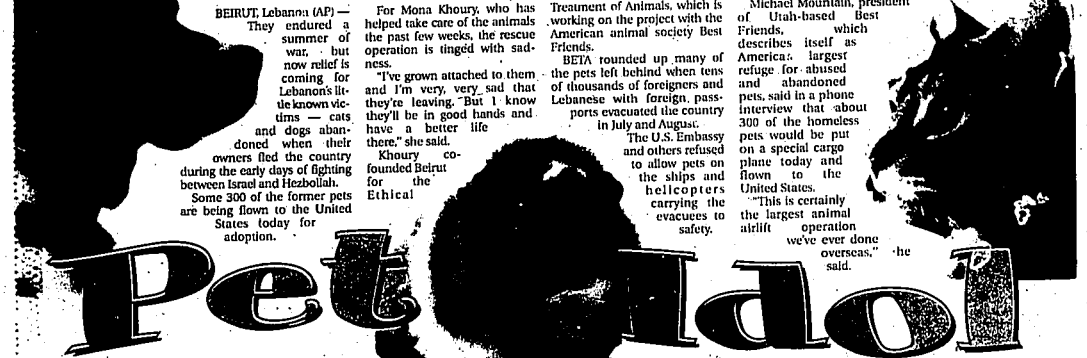 BEIRUT, Lebanon (AP) —
They endured a
summer of
war, but
now relief is
coming for
Lebanon's lit-
tle known vic-
tims — cats
and dogs aban-
doned when their
owners fled the country
during the early days of fighting
between Israel and Hezbollah.
Some 300 of the former pets
are being flown to the United
States today for
adoption.
For Mona Khoury, who has
helped take care of the animals
the past few weeks, the rescue
operation is tinged with sad-
ness.
"I've grown attached to them
and I'm very, very sad that
they're leaving. But I know
they'll be in good hands and
have a better life
there," she said.
Khoury co-
founded Beirut
for the
Ethical
Treatment of Animals, which is
working on the project with the
American animal society Best
Friends.
BETA rounded up many of
the pets left behind when tens
of thousands of foreigners and
Lebanese with foreign pass-
ports evacuated the country
in July and August.
The U.S. Embassy
and others refused
to allow pets on
the ships and
helicopters
carrying the
evacuees to
safety.
Michael Mountain, president
of Utah-based Best
Friends, which
describes itself as
America's largest
refuge for abused
and abandoned
pets, said in a phone
interview that about
300 of the homeless
pets would be put
on a special cargo
plane today and
flown to the
United States.
"This is certainly
the largest animal
airlift operation
we've ever done
overseas," he
said.
Pet Idol